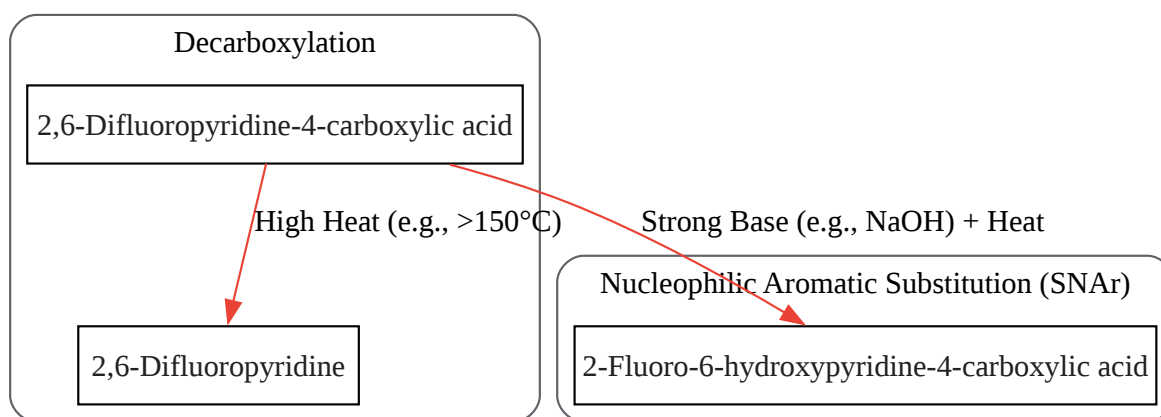 Decarboxylation
2,6-Difluoropyridine-4-carboxylic acid
High Heat (e.g., >150°C)
Strong Base (e.g., NaOH) + Heat
Nucleophilic Aromatic Substitution (SNAr)
2,6-Difluoropyridine
2-Fluoro-6-hydroxypyridine-4-carboxylic acid